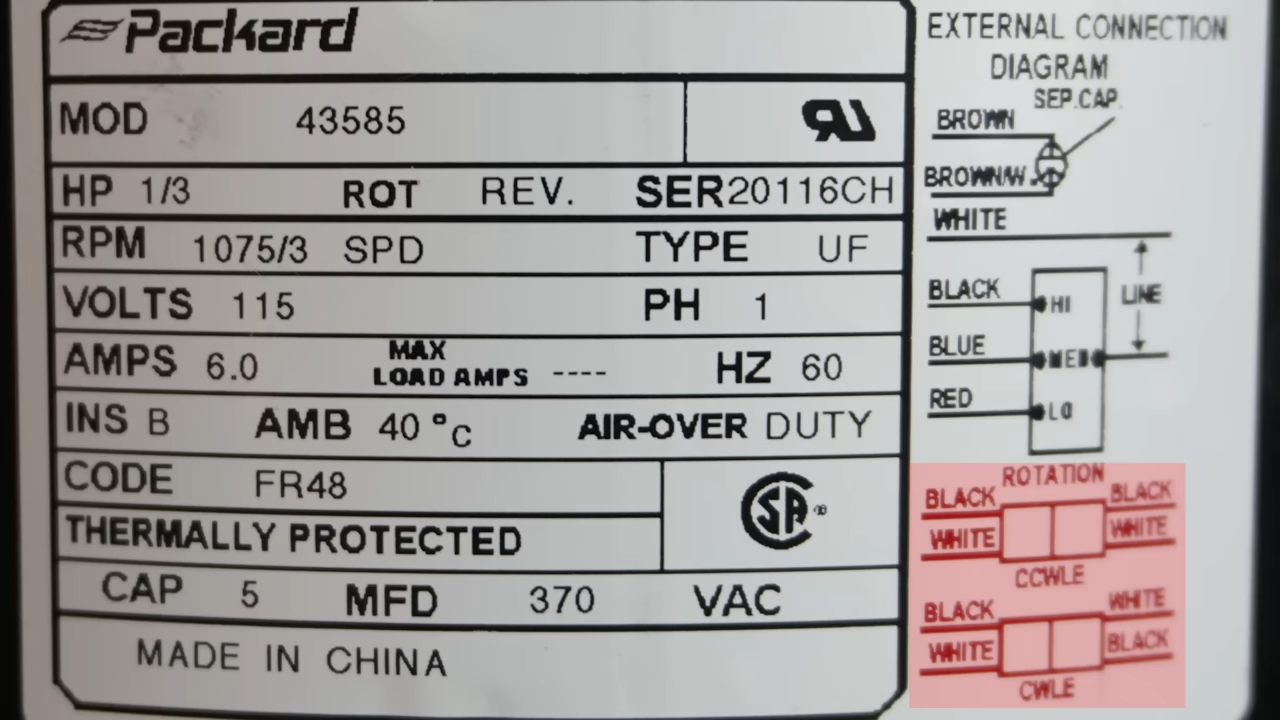 Packard
MOD 43585
HP 1/3 ROT REV. SER 20116CH
RPM 1075/3 SPD TYPE UF
VOLTS 115 PH 1
AMPS 6.0 MAX LOAD AMPS ---- HZ 60
INS B AMB 40 °C AIR-OVER DUTY
CODE FR48
THERMALLY PROTECTED
CAP 5 MFD 370 VAC
MADE IN CHINA
EXTERNAL CONNECTION
DIAGRAM
SEP.CAP.
BROWN
BROWN/W.
WHITE
BLACK HI LINE
BLUE MED
RED LO
ROTATION
BLACK BLACK
WHITE WHITE
CCWLE
BLACK WHITE
WHITE BLACK
CWLE